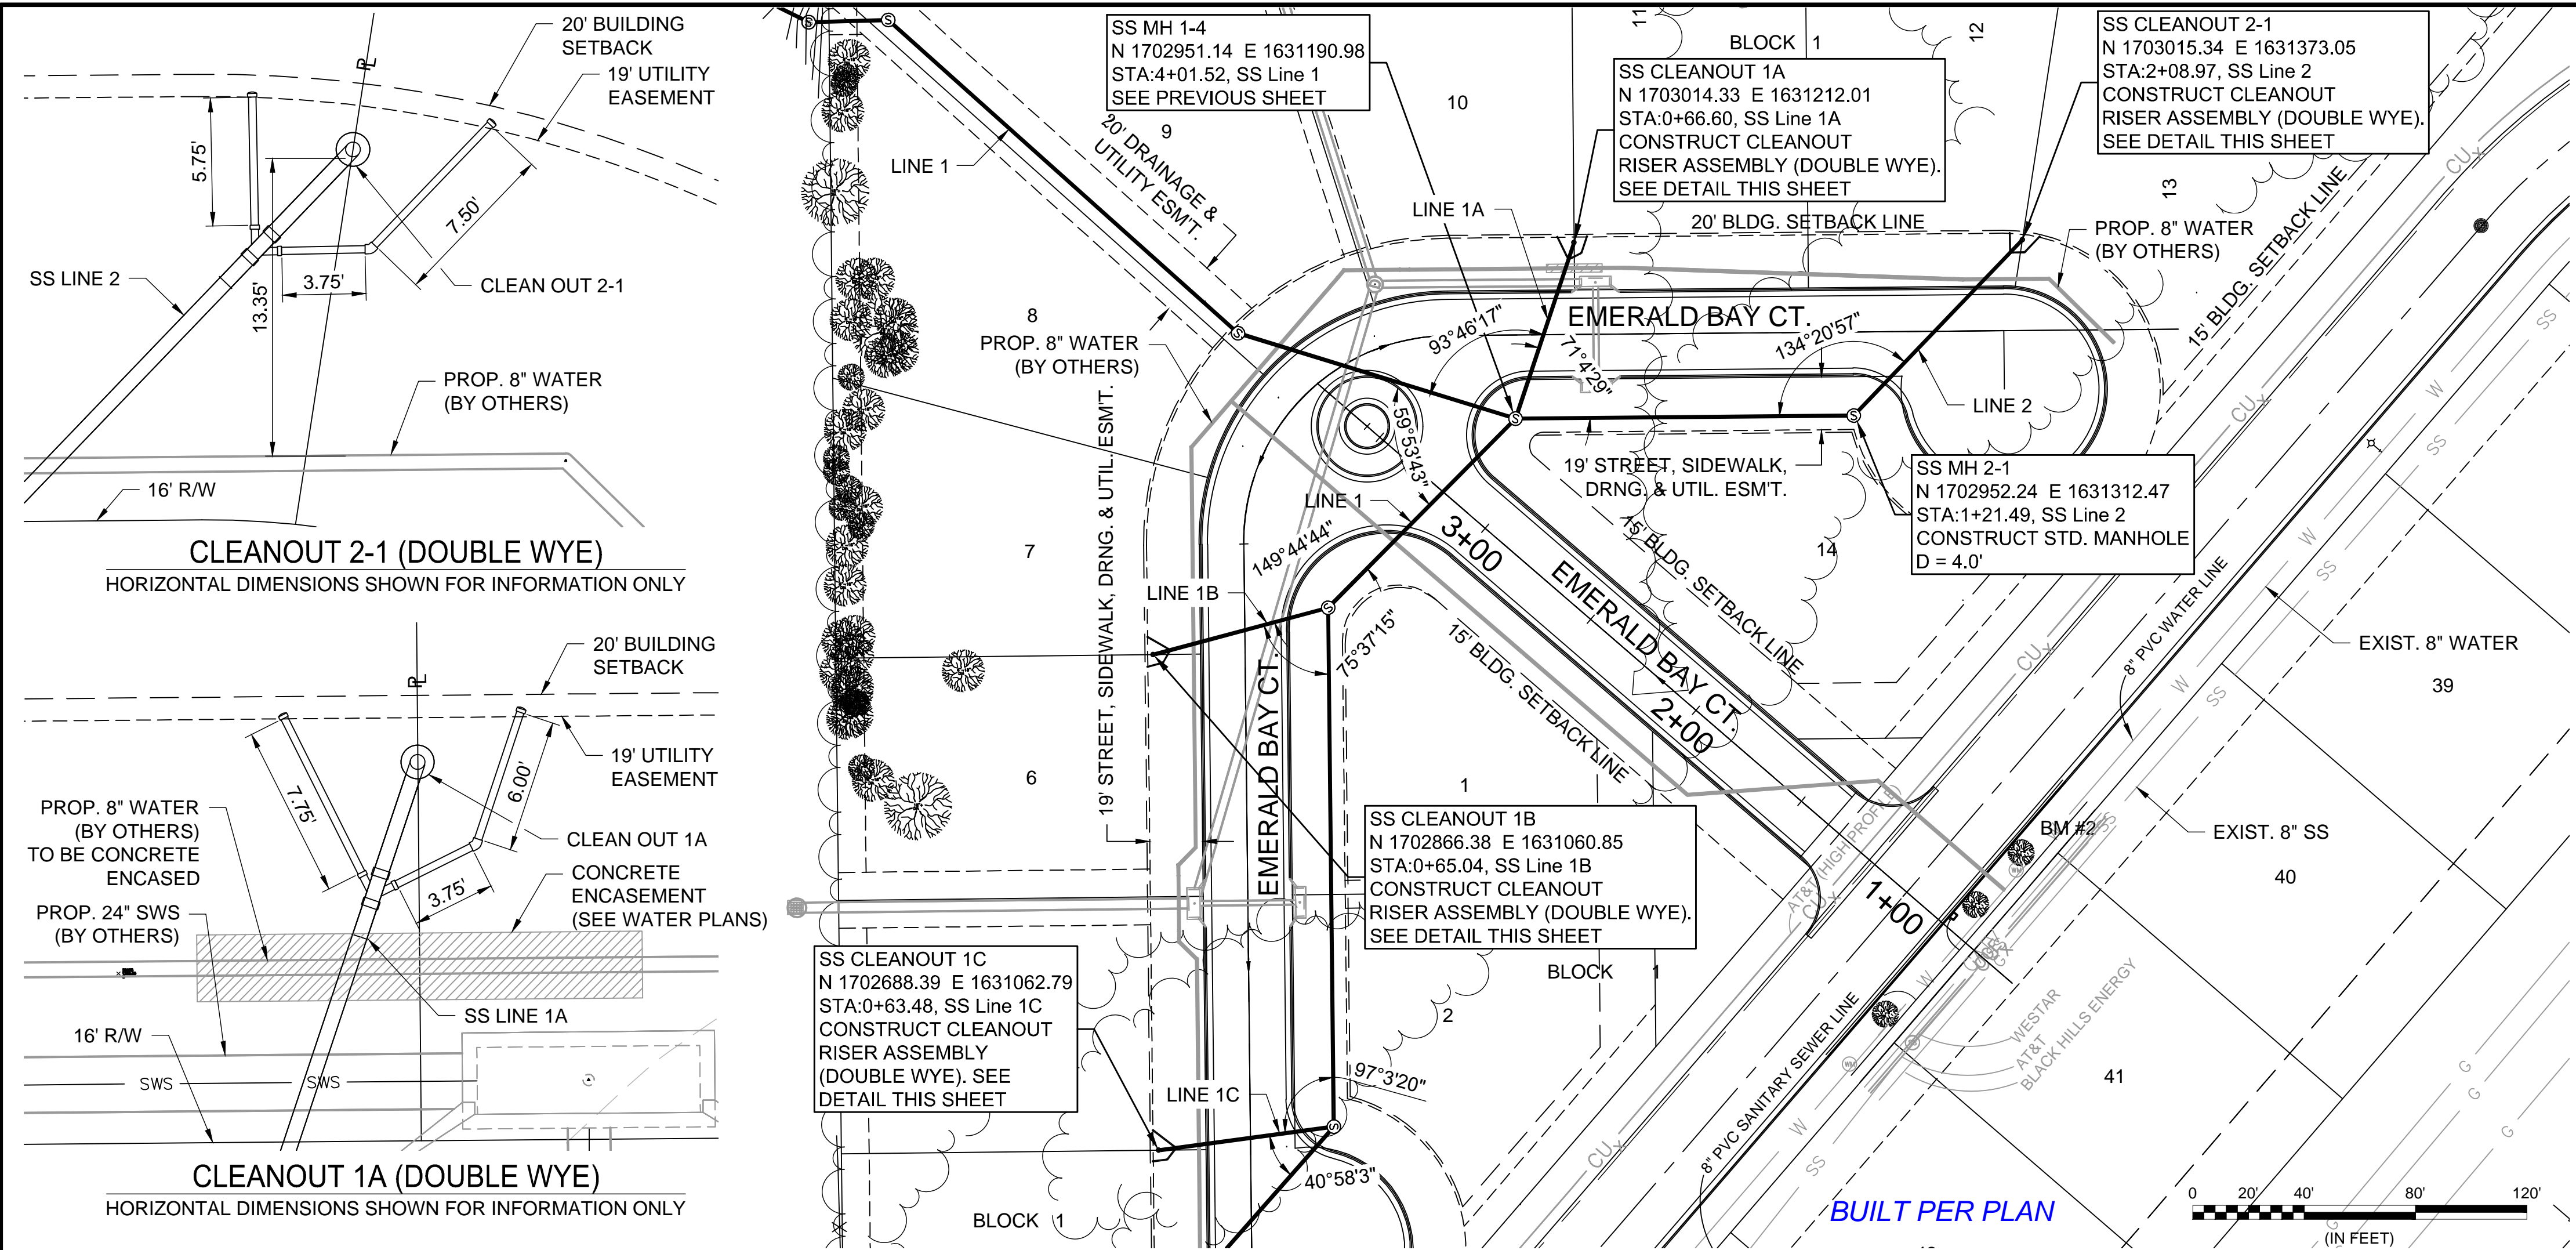 20' BUILDING
SETBACK
19' UTILITY
EASEMENT
PL
5.75'
7.50'
3.75'
13.35'
SS LINE 2
CLEAN OUT 2-1
PROP. 8" WATER
(BY OTHERS)
16' R/W
CLEANOUT 2-1 (DOUBLE WYE)
HORIZONTAL DIMENSIONS SHOWN FOR INFORMATION ONLY
20' BUILDING
SETBACK
PL
19' UTILITY
EASEMENT
7.75'
6.00'
3.75'
PROP. 8" WATER
(BY OTHERS)
TO BE CONCRETE
ENCASED
CLEAN OUT 1A
CONCRETE
ENCASEMENT
(SEE WATER PLANS)
PROP. 24" SWS
(BY OTHERS)
SS LINE 1A
16' R/W
SWS
SWS
CLEANOUT 1A (DOUBLE WYE)
HORIZONTAL DIMENSIONS SHOWN FOR INFORMATION ONLY
SS MH 1-4
N 1702951.14 E 1631190.98
STA:4+01.52, SS Line 1
SEE PREVIOUS SHEET
SS CLEANOUT 1A
N 1703014.33 E 1631212.01
STA:0+66.60, SS Line 1A
CONSTRUCT CLEANOUT
RISER ASSEMBLY (DOUBLE WYE).
SEE DETAIL THIS SHEET
SS CLEANOUT 2-1
N 1703015.34 E 1631373.05
STA:2+08.97, SS Line 2
CONSTRUCT CLEANOUT
RISER ASSEMBLY (DOUBLE WYE).
SEE DETAIL THIS SHEET
11
BLOCK 1
12
10
9
13
LINE 1
20' DRAINAGE &
UTILITY ESM'T.
LINE 1A
20' BLDG. SETBACK LINE
PROP. 8" WATER
(BY OTHERS)
15' BLDG. SETBACK LINE
8
PROP. 8" WATER
(BY OTHERS)
EMERALD BAY CT.
93°46'17"
71°4'29"
134°20'57"
59°53'43"
LINE 2
19' STREET, SIDEWALK,
DRNG. & UTIL. ESM'T.
SS MH 2-1
N 1702952.24 E 1631312.47
STA:1+21.49, SS Line 2
CONSTRUCT STD. MANHOLE
D = 4.0'
LINE 1
3+00
7
149°44'44"
15' BLDG. SETBACK LINE
14
EMERALD BAY CT.
LINE 1B
75°37'15"
15' BLDG. SETBACK LINE
2+00
19' STREET, SIDEWALK, DRNG. & UTIL. ESM'T.
EMERALD BAY CT.
8" PVC WATER LINE
EXIST. 8" WATER
39
6
1
SS CLEANOUT 1B
N 1702866.38 E 1631060.85
STA:0+65.04, SS Line 1B
CONSTRUCT CLEANOUT
RISER ASSEMBLY (DOUBLE WYE).
SEE DETAIL THIS SHEET
BM #2
EXIST. 8" SS
40
AT&T (HIGH PROFILE)
1+00
SS CLEANOUT 1C
N 1702688.39 E 1631062.79
STA:0+63.48, SS Line 1C
CONSTRUCT CLEANOUT
RISER ASSEMBLY
(DOUBLE WYE). SEE
DETAIL THIS SHEET
BLOCK 1
2
WESTAR
AT&T
BLACK HILLS ENERGY
8" PVC SANITARY SEWER LINE
41
LINE 1C
97°3'20"
40°58'3"
BLOCK 1
CUx
CUx
CUx
CUx
CUx
W
W
W
W
W
SS
SS
SS
SS
SS
SS
G
G
G
G
BUILT PER PLAN
0 20' 40' 80' 120'
(IN FEET)